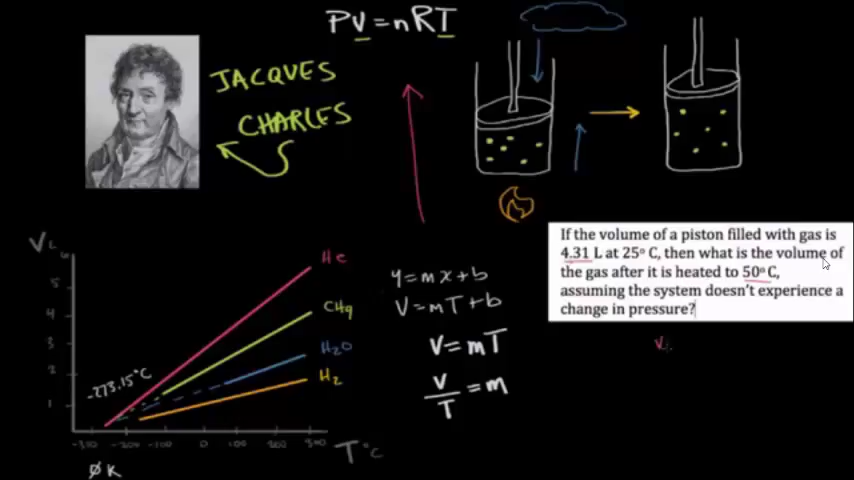 PV=nRT
JACQUES
CHARLES
If the volume of a piston filled with gas is
4.31 L at 25° C, then what is the volume of
the gas after it is heated to 50° C,
assuming the system doesn't experience a
change in pressure?
V
V L
6
5
4
3
2
1
He
CH4
H2O
H2
-273.15°C
-300 -200 -100 0 100 200 300
T °C
ØK
y=mx+b
V=mT+b
V=mT
V/T=m